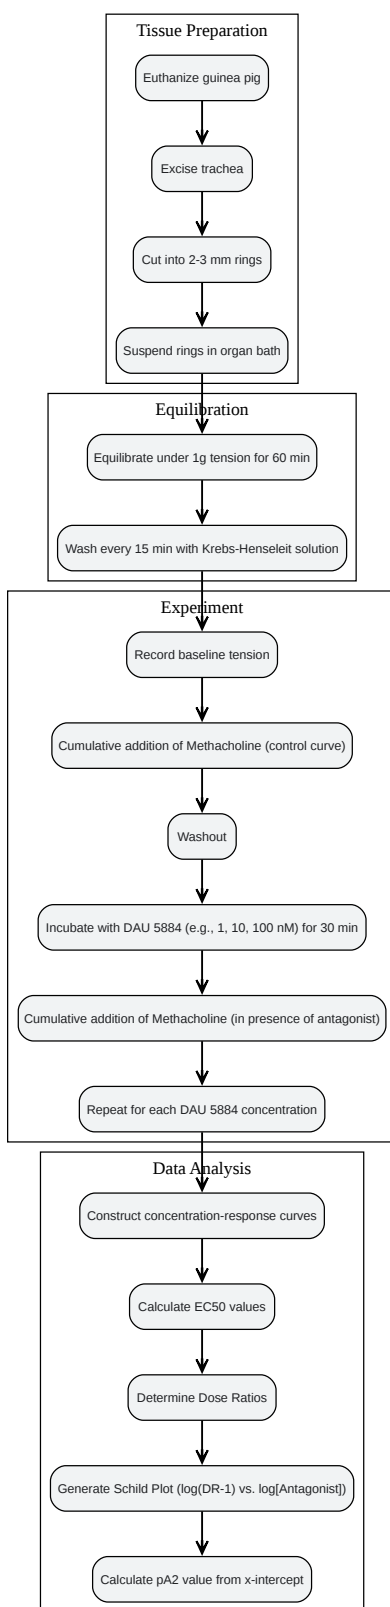 Tissue Preparation
Euthanize guinea pig
Excise trachea
Cut into 2-3 mm rings
Suspend rings in organ bath
Equilibration
Equilibrate under 1g tension for 60 min
Wash every 15 min with Krebs-Henseleit solution
Experiment
Record baseline tension
Cumulative addition of Methacholine (control curve)
Washout
Incubate with DAU 5884 (e.g., 1, 10, 100 nM) for 30 min
Cumulative addition of Methacholine (in presence of antagonist)
Repeat for each DAU 5884 concentration
Data Analysis
Construct concentration-response curves
Calculate EC50 values
Determine Dose Ratios
Generate Schild Plot (log(DR-1) vs. log[Antagonist])
Calculate pA2 value from x-intercept